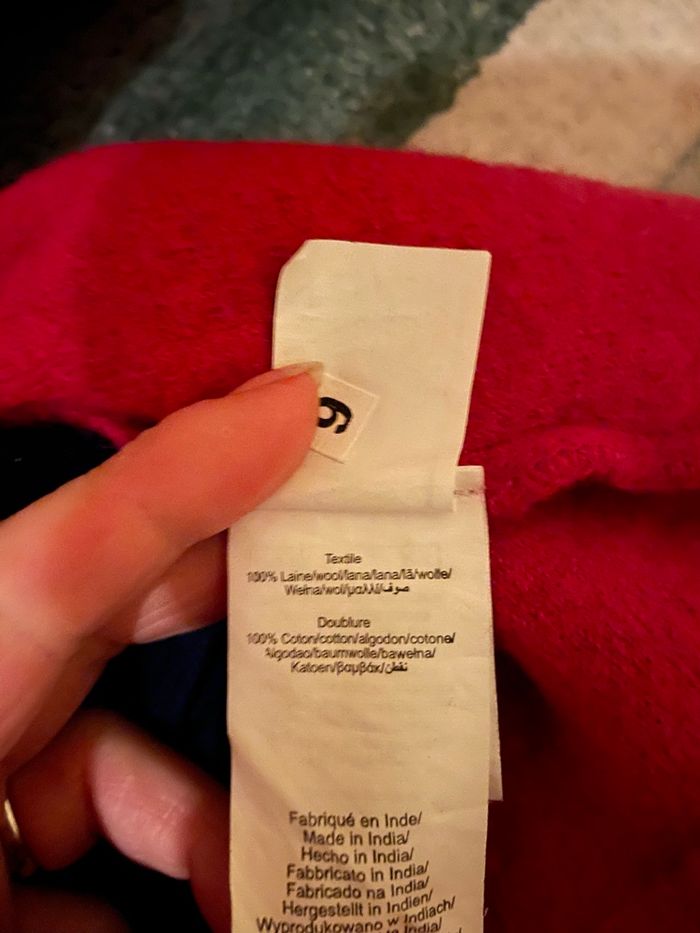 6
Textile
100% Laine/wool/lana/lana/lã/wolle/
Wełna/wol/μαλλί/صوف
Doublure
100% Coton/cotton/algodon/cotone/
Algodao/baumwolle/bawełna/
Katoen/βαμβάκι/قطن
Fabriqué en Inde/
Made in India/
Hecho in India/
Fabbricato in India/
Fabricado na India/
Hergestellt in Indien/
Wyprodukowano w Indiach/
India/